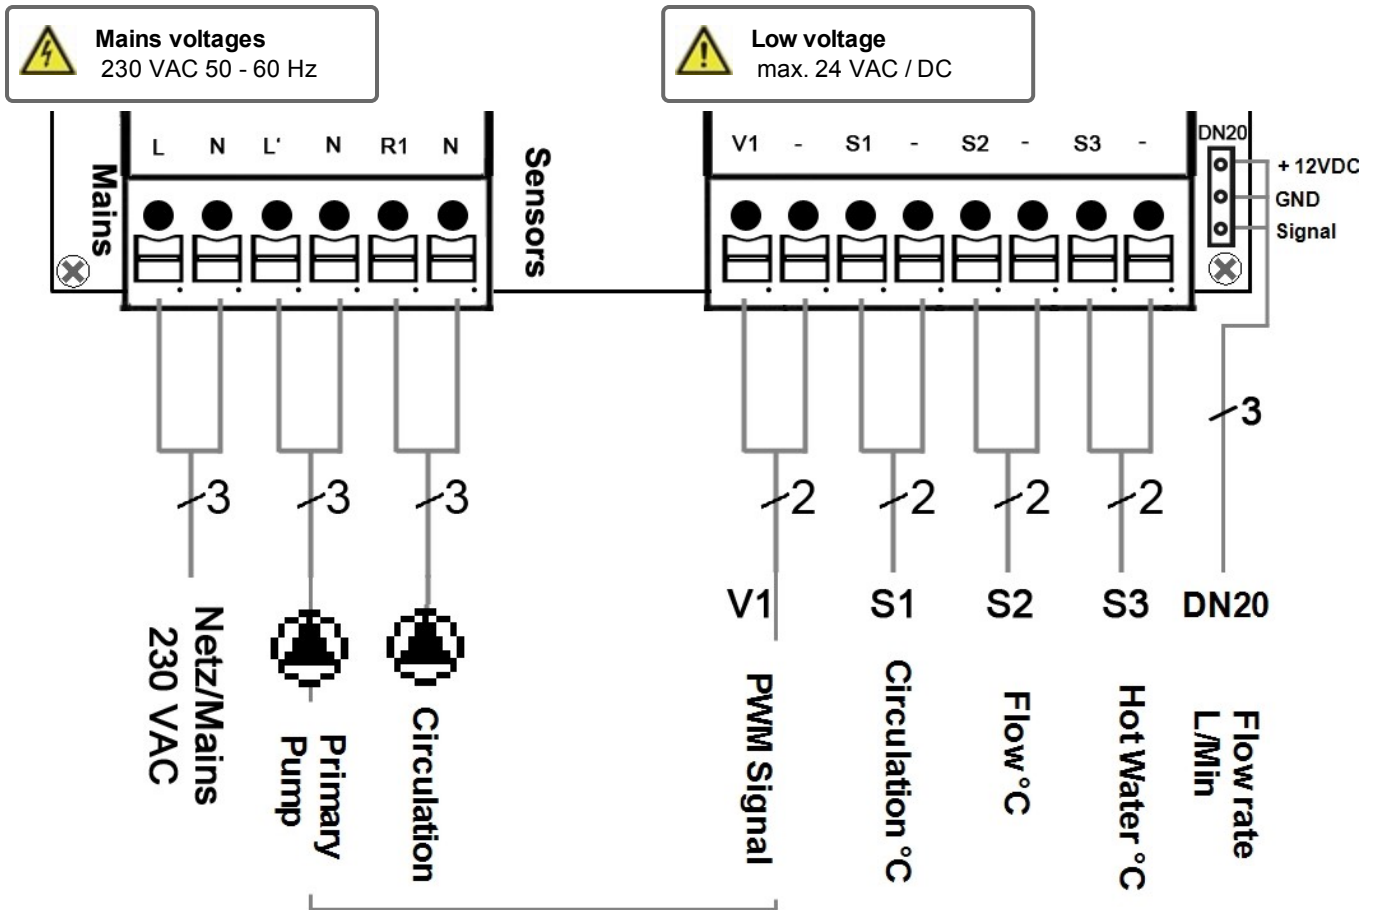 Mains voltages
230 VAC 50 - 60 Hz
Low voltage
max. 24 VAC / DC
L N L' N R1 N
V1 - S1 - S2 - S3 -
DN20
+ 12VDC
GND
Signal
Mains
Sensors
3
3
3
3
2
2
2
2
V1
S1
S2
S3
DN20
Netz/Mains
230 VAC
Primary
Pump
Circulation
PWM Signal
Circulation °C
Flow °C
Hot Water °C
Flow rate
L/Min